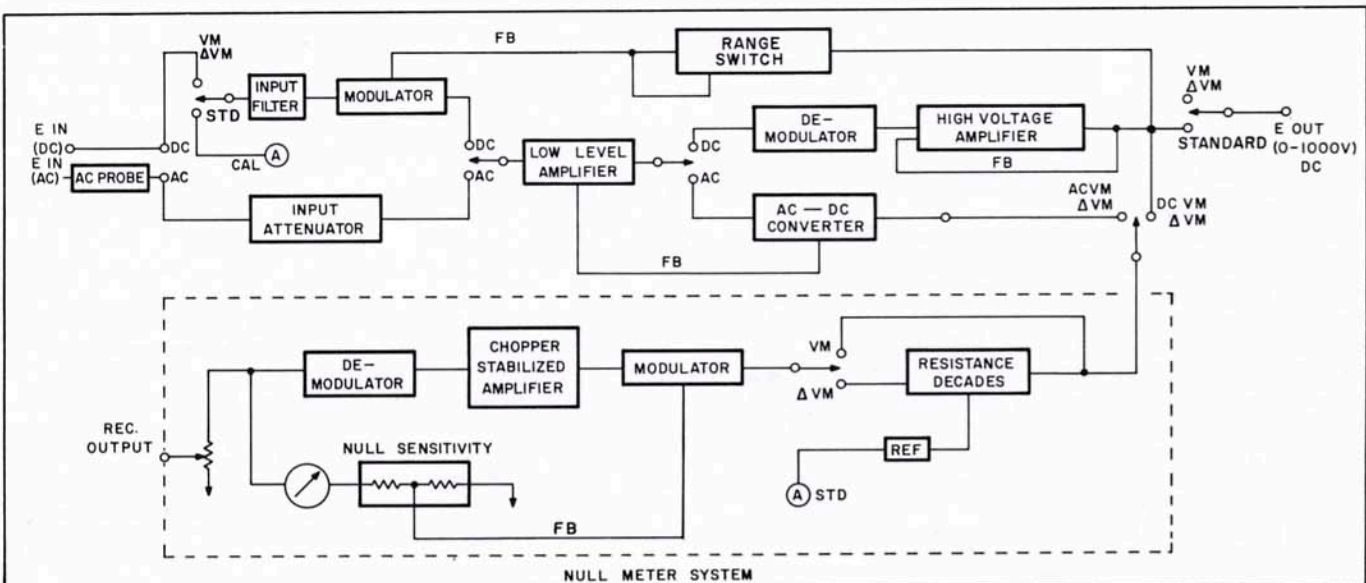 VM
ΔVM
STD
INPUT
FILTER
MODULATOR
FB
RANGE
SWITCH
VM
ΔVM
STANDARD
E OUT
(0-1000V)
DC
E IN
(DC)
E IN
(AC)
AC PROBE
DC
AC
CAL
A
INPUT
ATTENUATOR
DC
AC
LOW LEVEL
AMPLIFIER
DC
AC
DE-
MODULATOR
HIGH VOLTAGE
AMPLIFIER
FB
AC — DC
CONVERTER
FB
ACVM
ΔVM
DC VM
ΔVM
DE-
MODULATOR
CHOPPER
STABILIZED
AMPLIFIER
MODULATOR
VM
ΔVM
RESISTANCE
DECADES
REC.
OUTPUT
NULL SENSITIVITY
REF
A STD
FB
NULL METER SYSTEM